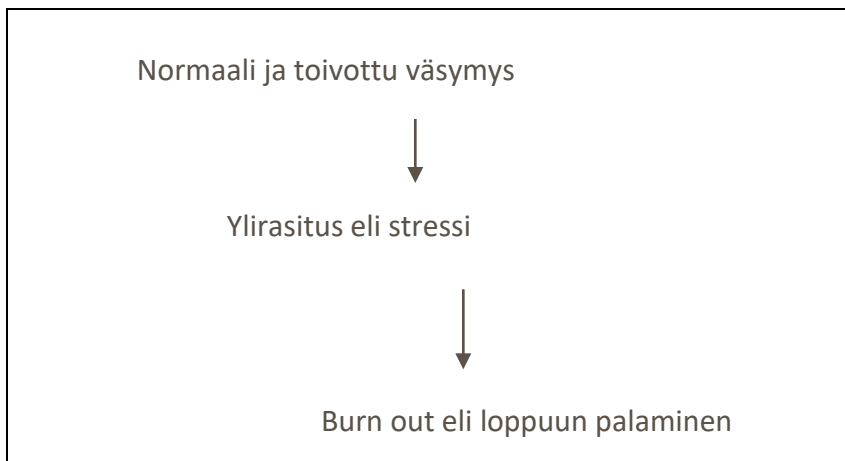 Normaali ja toivottu väsymys
Ylirasitus eli stressi
Burn out eli loppuun palaminen